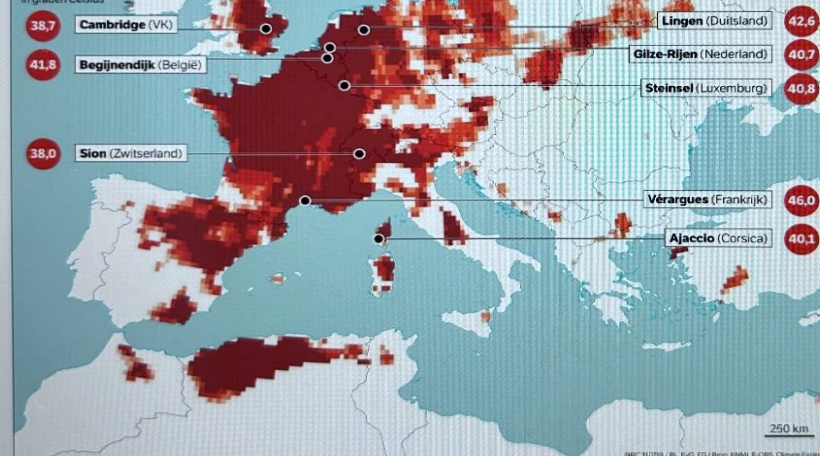 in graden Celsius
38,7 Cambridge (VK)
Lingen (Duitsland) 42,6
Gilze-Rijen (Nederland) 40,7
41,8 Begijnendijk (België)
Steinsel (Luxemburg) 40,8
38,0 Sion (Zwitserland)
Vérargues (Frankrijk) 46,0
Ajaccio (Corsica) 40,1
250 km
NRC